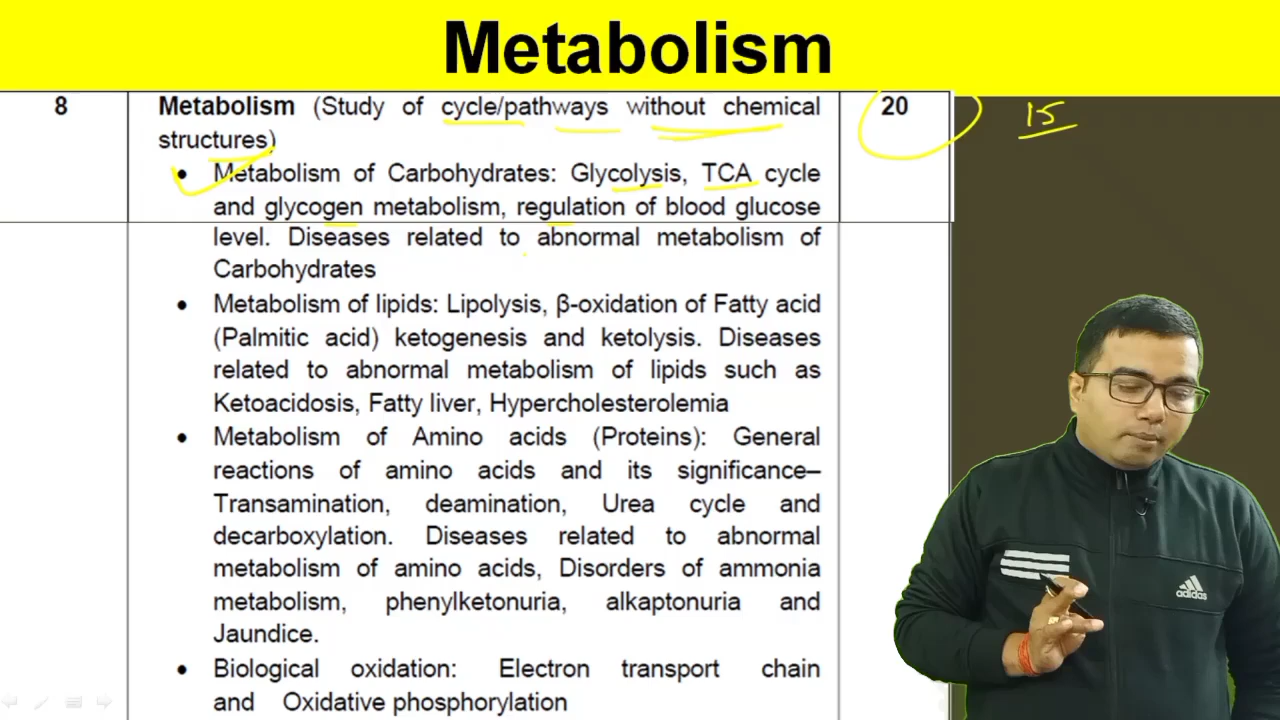 Metabolism
8 Metabolism (Study of cycle/pathways without chemical 20 15
structures)
• Metabolism of Carbohydrates: Glycolysis, TCA cycle
and glycogen metabolism, regulation of blood glucose
level. Diseases related to abnormal metabolism of
Carbohydrates
• Metabolism of lipids: Lipolysis, β-oxidation of Fatty acid
(Palmitic acid) ketogenesis and ketolysis. Diseases
related to abnormal metabolism of lipids such as
Ketoacidosis, Fatty liver, Hypercholesterolemia
• Metabolism of Amino acids (Proteins): General
reactions of amino acids and its significance–
Transamination, deamination, Urea cycle and
decarboxylation. Diseases related to abnormal
metabolism of amino acids, Disorders of ammonia
metabolism, phenylketonuria, alkaptonuria and
Jaundice.
• Biological oxidation: Electron transport chain
and Oxidative phosphorylation
adidas